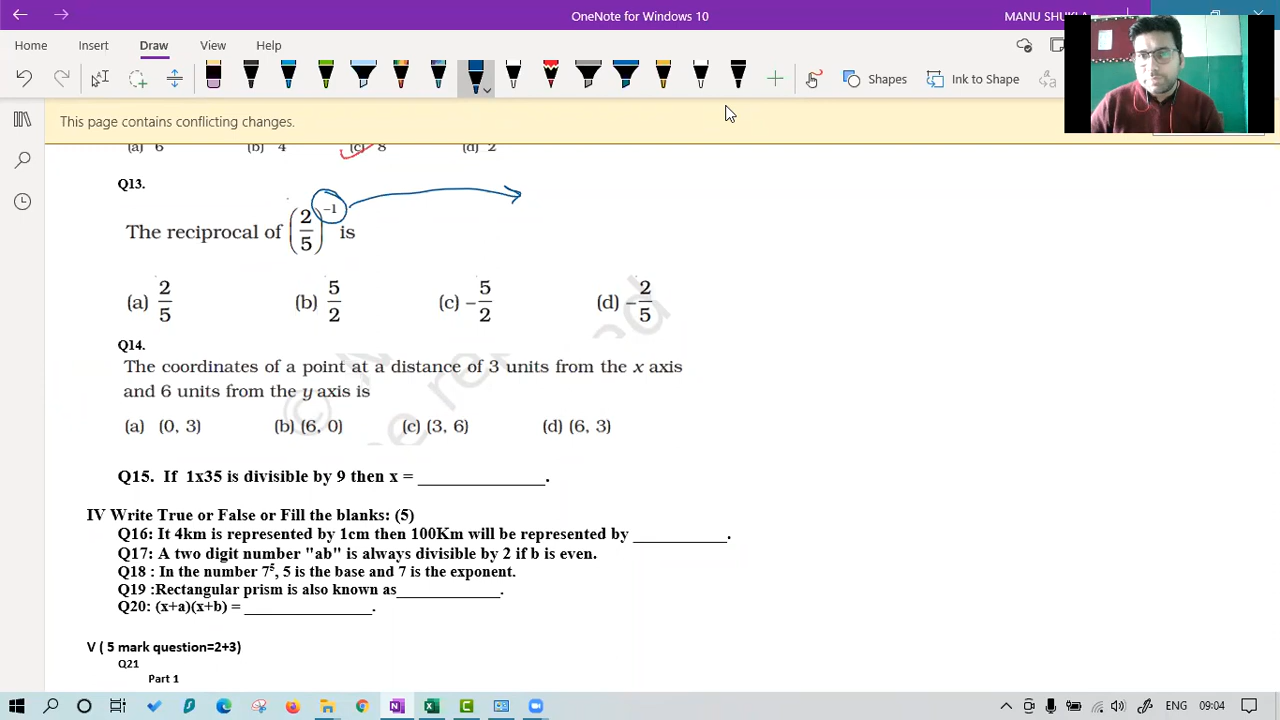 OneNote for Windows 10
MANU SHUKLA
Home Insert Draw View Help
Shapes
Ink to Shape
This page contains conflicting changes.
(a) 6 (b) 4 (c) 8 (d) 2
Q13.
The reciprocal of (2/5)⁻¹ is
(a) 2/5 (b) 5/2 (c) –5/2 (d) –2/5
Q14.
The coordinates of a point at a distance of 3 units from the x axis
and 6 units from the y axis is
(a) (0, 3) (b) (6, 0) (c) (3, 6) (d) (6, 3)
Q15. If 1x35 is divisible by 9 then x = ______________.
IV Write True or False or Fill the blanks: (5)
Q16: It 4km is represented by 1cm then 100Km will be represented by ___________.
Q17: A two digit number "ab" is always divisible by 2 if b is even.
Q18 : In the number 7⁵, 5 is the base and 7 is the exponent.
Q19 :Rectangular prism is also known as____________.
Q20: (x+a)(x+b) = _______________.
V ( 5 mark question=2+3)
Q21
Part 1
ENG 09:04